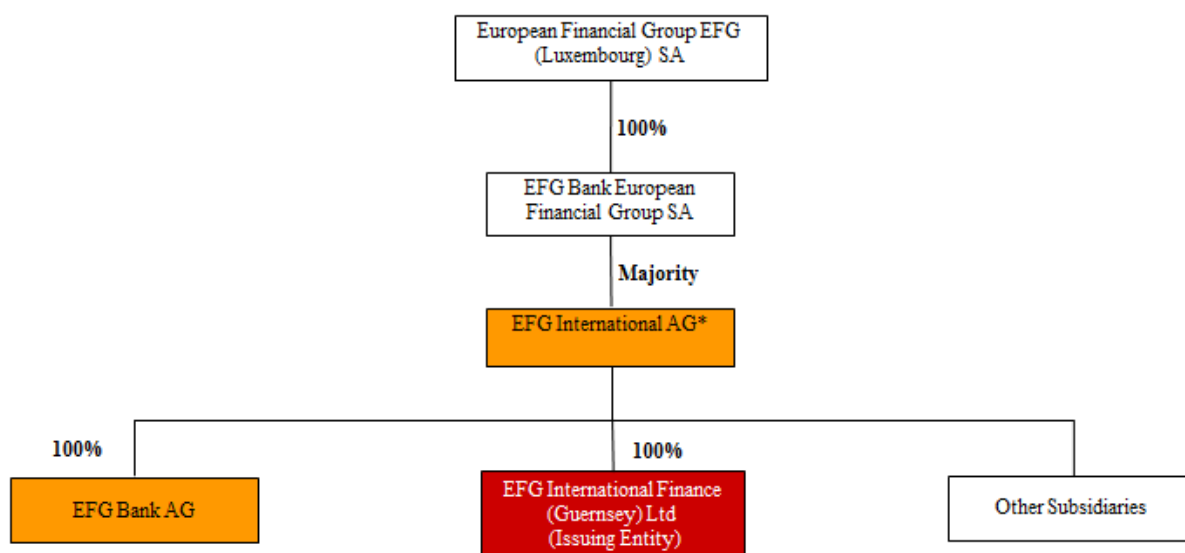 European Financial Group EFG
(Luxembourg) SA
100%
EFG Bank European
Financial Group SA
Majority
EFG International AG*
100%
100%
EFG Bank AG
EFG International Finance
(Guernsey) Ltd
(Issuing Entity)
Other Subsidiaries